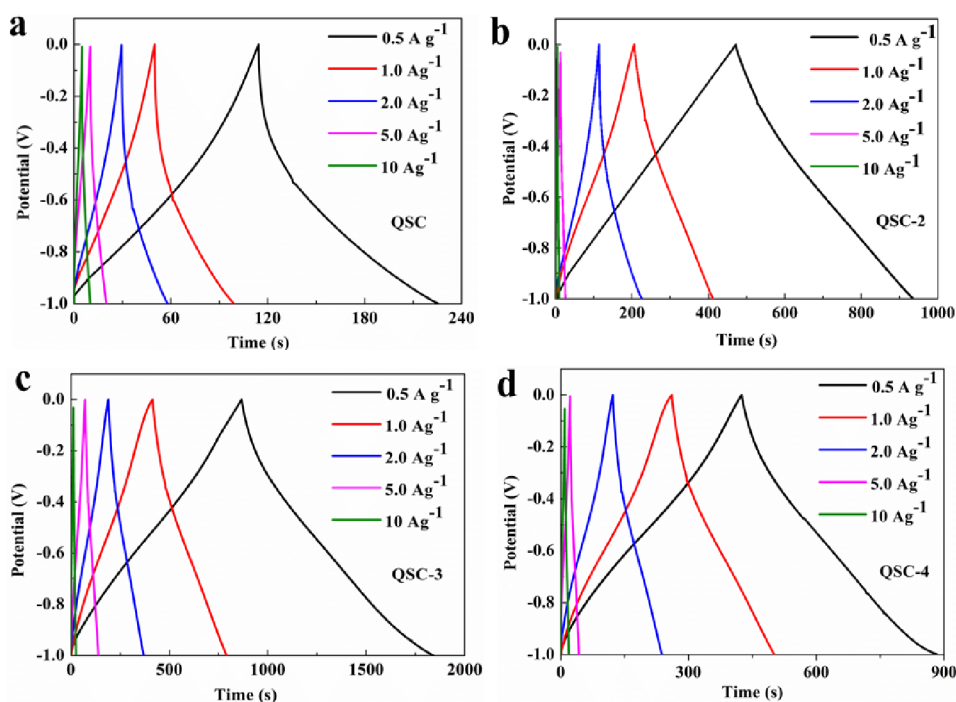 a
0.0
-0.2
-0.4
-0.6
-0.8
-1.0
Potential (V)
0.5 A g-1
1.0 Ag-1
2.0 Ag-1
5.0 Ag-1
10 Ag-1
QSC
0 60 120 180 240
Time (s)
b
0.0
-0.2
-0.4
-0.6
-0.8
-1.0
Potential (V)
0.5 A g-1
1.0 Ag-1
2.0 Ag-1
5.0 Ag-1
10 Ag-1
QSC-2
0 200 400 600 800 1000
Time (s)
c
0.0
-0.2
-0.4
-0.6
-0.8
-1.0
Potential (V)
0.5 A g-1
1.0 Ag-1
2.0 Ag-1
5.0 Ag-1
10 Ag-1
QSC-3
0 500 1000 1500 2000
Time (s)
d
0.0
-0.2
-0.4
-0.6
-0.8
-1.0
Potential (V)
0.5 A g-1
1.0 Ag-1
2.0 Ag-1
5.0 Ag-1
10 Ag-1
QSC-4
0 300 600 900
Time (s)